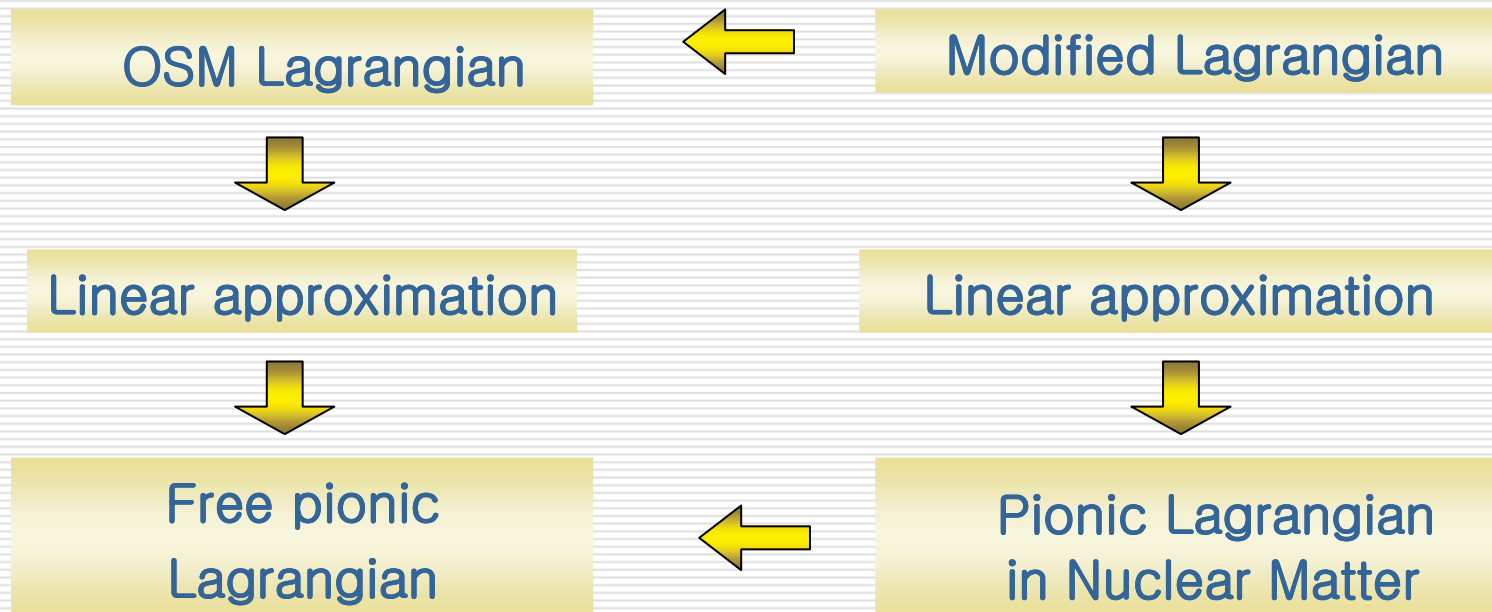 OSM Lagrangian
Modified Lagrangian
Linear approximation
Linear approximation
Free pionic
Lagrangian
Pionic Lagrangian
in Nuclear Matter